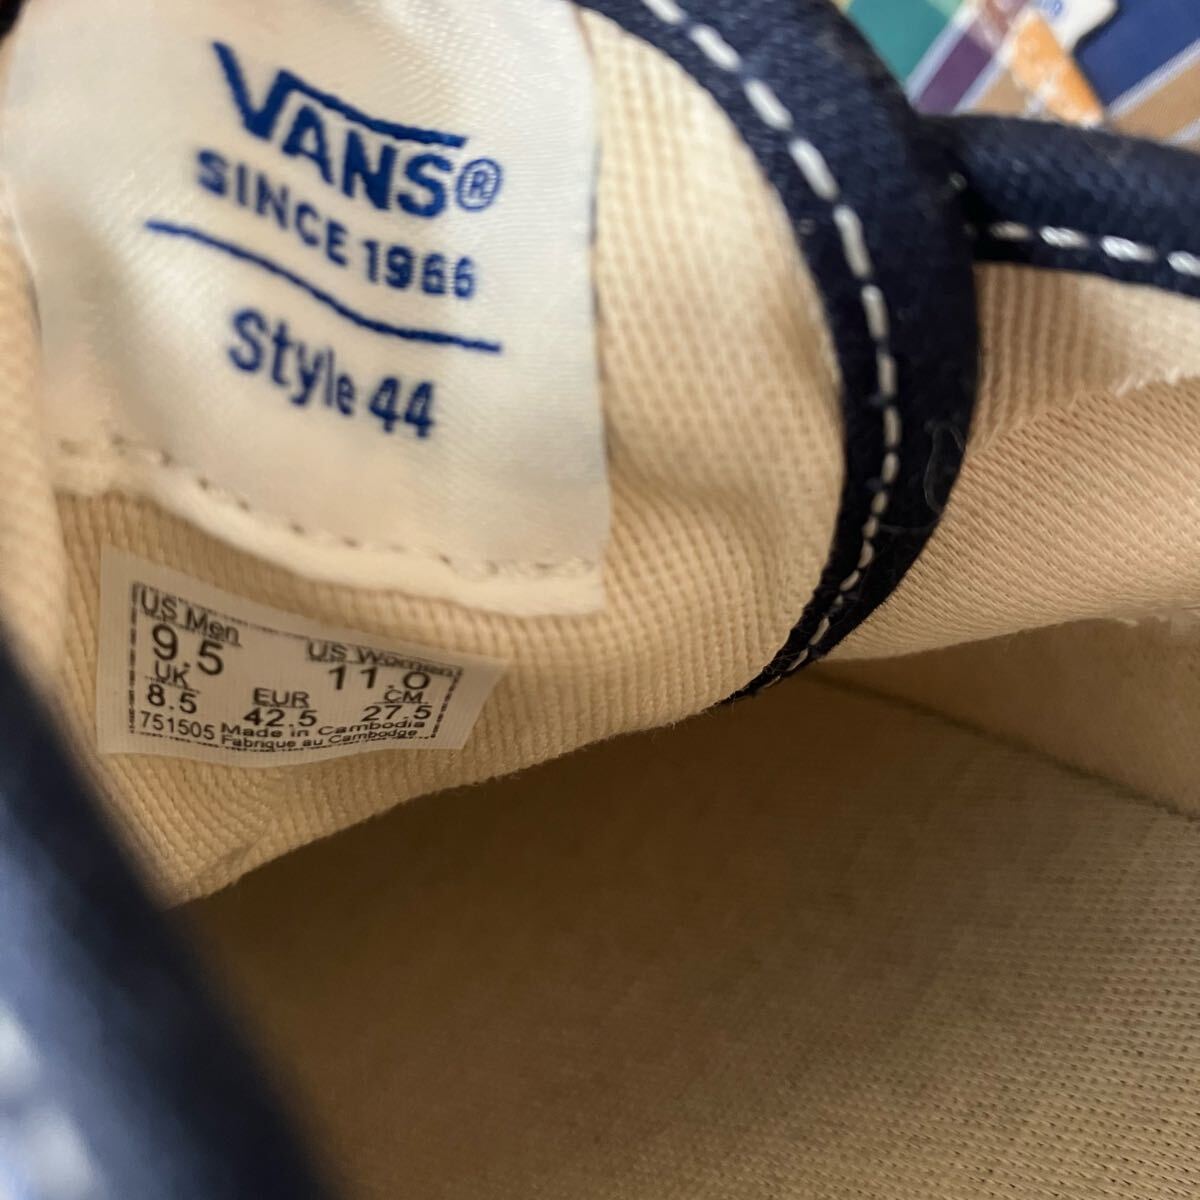 VANS®
SINCE 1966
Style 44
US Men US Women
9.5 11.0
UK EUR CM
8.5 42.5 27.5
751505 Made in Cambodia
Fabrique au Cambodge